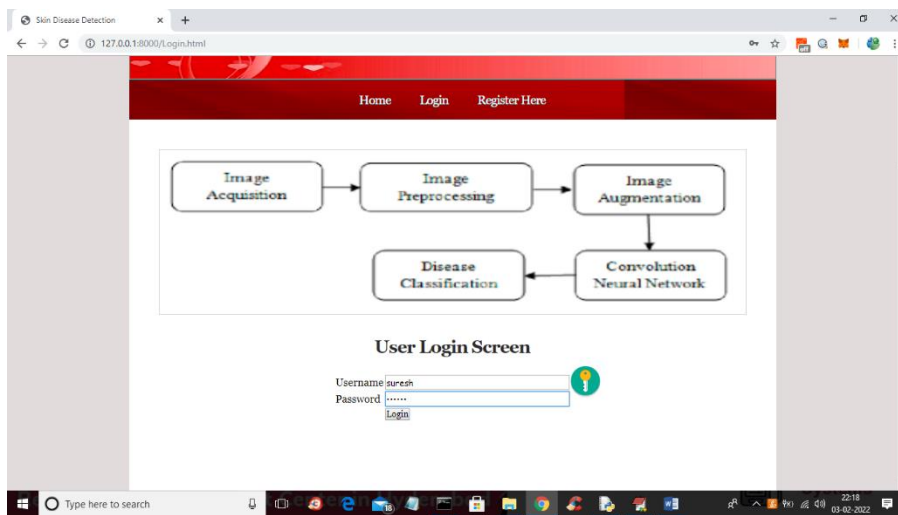 Skin Disease Detection
127.0.0.1:8000/Login.html
Home Login Register Here
Image Acquisition
Image Preprocessing
Image Augmentation
Disease Classification
Convolution Neural Network
User Login Screen
Username suresh
Password ······
Login
Type here to search
22:18
03-02-2022